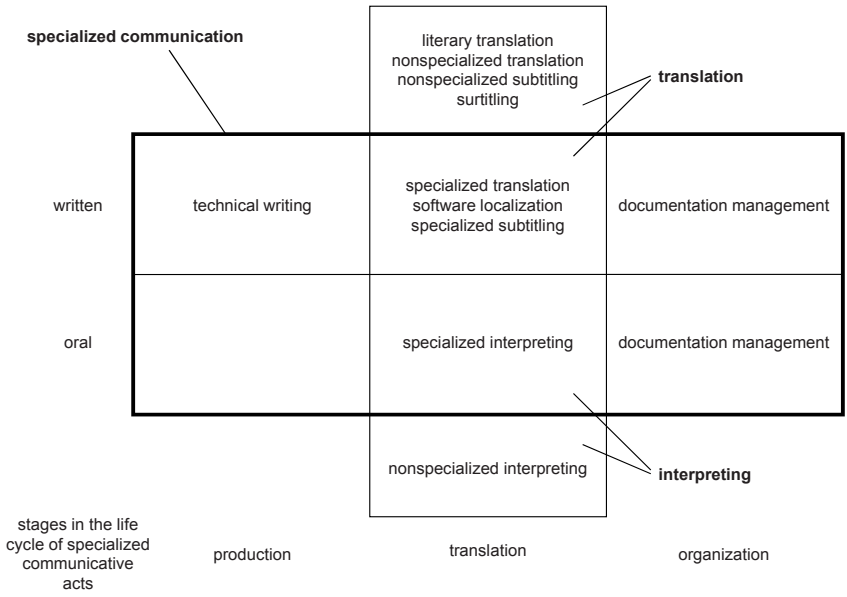 specialized communication
literary translation
nonspecialized translation
nonspecialized subtitling
surtitling
translation
written
technical writing
specialized translation
software localization
specialized subtitling
documentation management
oral
specialized interpreting
documentation management
nonspecialized interpreting
interpreting
stages in the life
cycle of specialized
communicative
acts
production
translation
organization